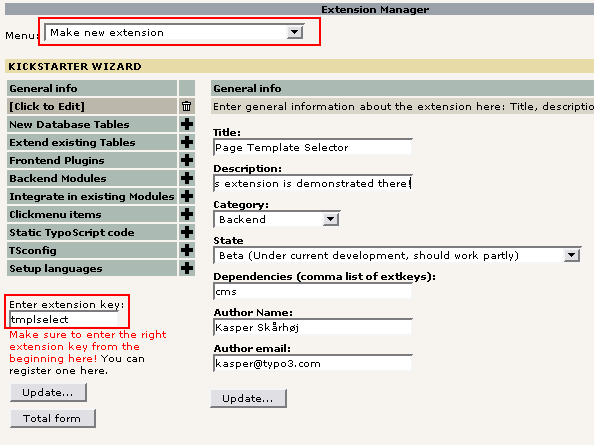 Extension Manager
Menu: Make new extension
KICKSTARTER WIZARD
General info
[Click to Edit]
New Database Tables
Extend existing Tables
Frontend Plugins
Backend Modules
Integrate in existing Modules
Clickmenu items
Static TypoScript code
TSconfig
Setup languages
Enter extension key:
tmplselect
Make sure to enter the right
extension key from the
beginning here! You can
register one here.
Update...
Total form
General info
Enter general information about the extension here: Title, descriptio
Title:
Page Template Selector
Description:
s extension is demonstrated there!
Category:
Backend
State
Beta (Under current development, should work partly)
Dependencies (comma list of extkeys):
cms
Author Name:
Kasper Skårhøj
Author email:
kasper@typo3.com
Update...